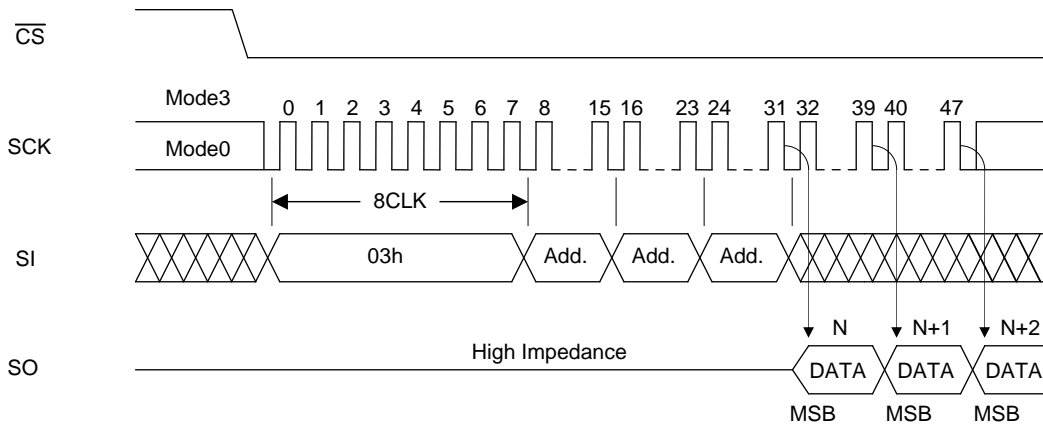 CS
Mode3
0 1 2 3 4 5 6 7 8 15 16 23 24 31 32 39 40 47
SCK
Mode0
8CLK
SI
03h Add. Add. Add.
N N+1 N+2
High Impedance
SO
DATA DATA DATA
MSB MSB MSB